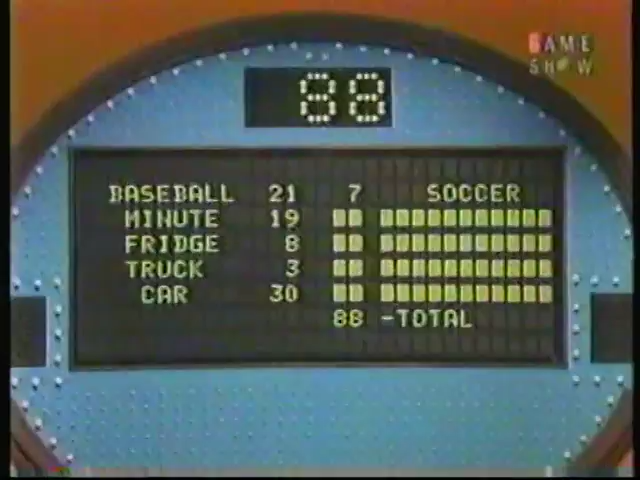 GAME
SHOW
88
BASEBALL 21 7 SOCCER
MINUTE 19
FRIDGE 8
TRUCK 3
CAR 30
88 -TOTAL